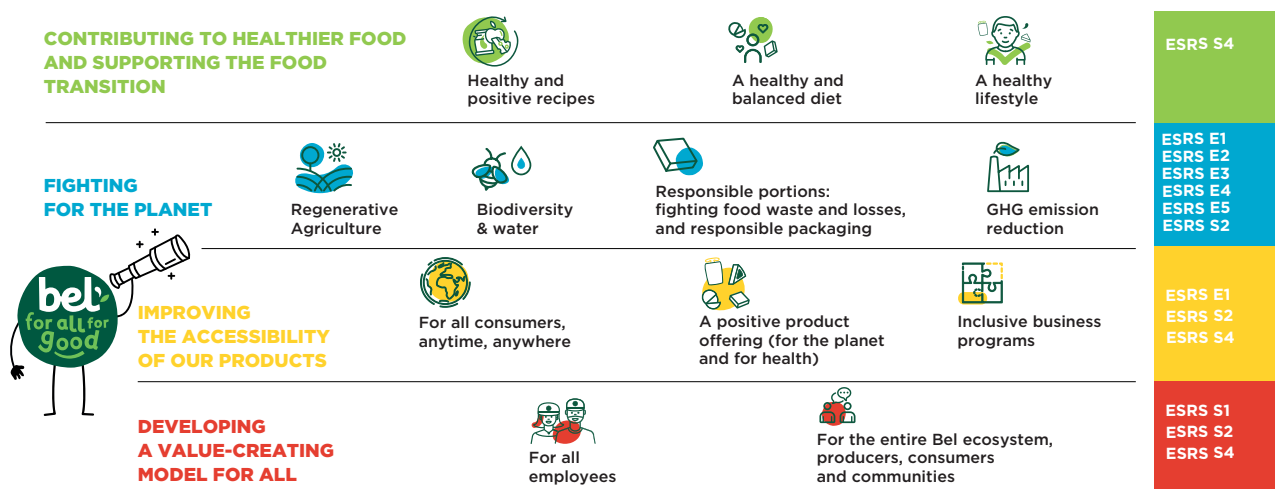 CONTRIBUTING TO HEALTHIER FOOD
AND SUPPORTING THE FOOD
TRANSITION
Healthy and
positive recipes
A healthy and
balanced diet
A healthy
lifestyle
ESRS S4
FIGHTING
FOR THE PLANET
Regenerative
Agriculture
Biodiversity
& water
Responsible portions:
fighting food waste and losses,
and responsible packaging
GHG emission
reduction
ESRS E1
ESRS E2
ESRS E3
ESRS E4
ESRS E5
ESRS S2
bel
for all for
good
IMPROVING
THE ACCESSIBILITY
OF OUR PRODUCTS
For all consumers,
anytime, anywhere
A positive product
offering (for the planet
and for health)
Inclusive business
programs
ESRS E1
ESRS S2
ESRS S4
DEVELOPING
A VALUE-CREATING
MODEL FOR ALL
For all
employees
For the entire Bel ecosystem,
producers, consumers
and communities
ESRS S1
ESRS S2
ESRS S4